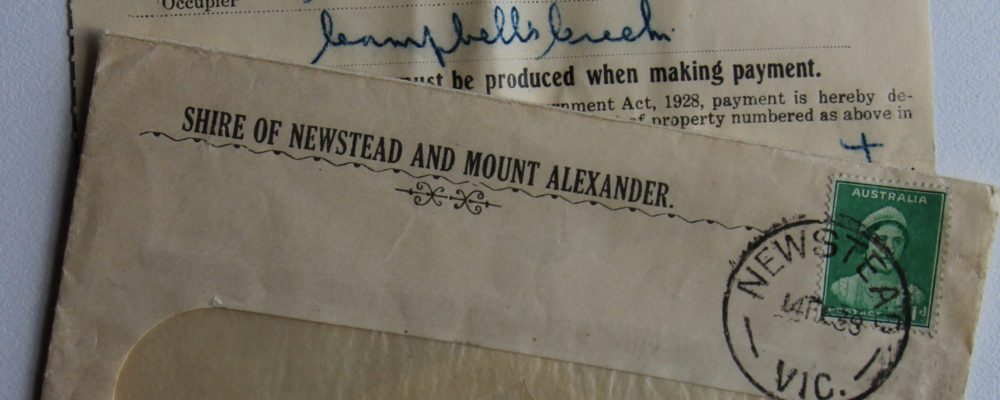 Occupier
Campbell's Creek.
must be produced when making payment.
Act, 1928, payment is hereby de-
of property numbered as above in
SHIRE OF NEWSTEAD AND MOUNT ALEXANDER.
AUSTRALIA
NEWSTEAD
VIC.